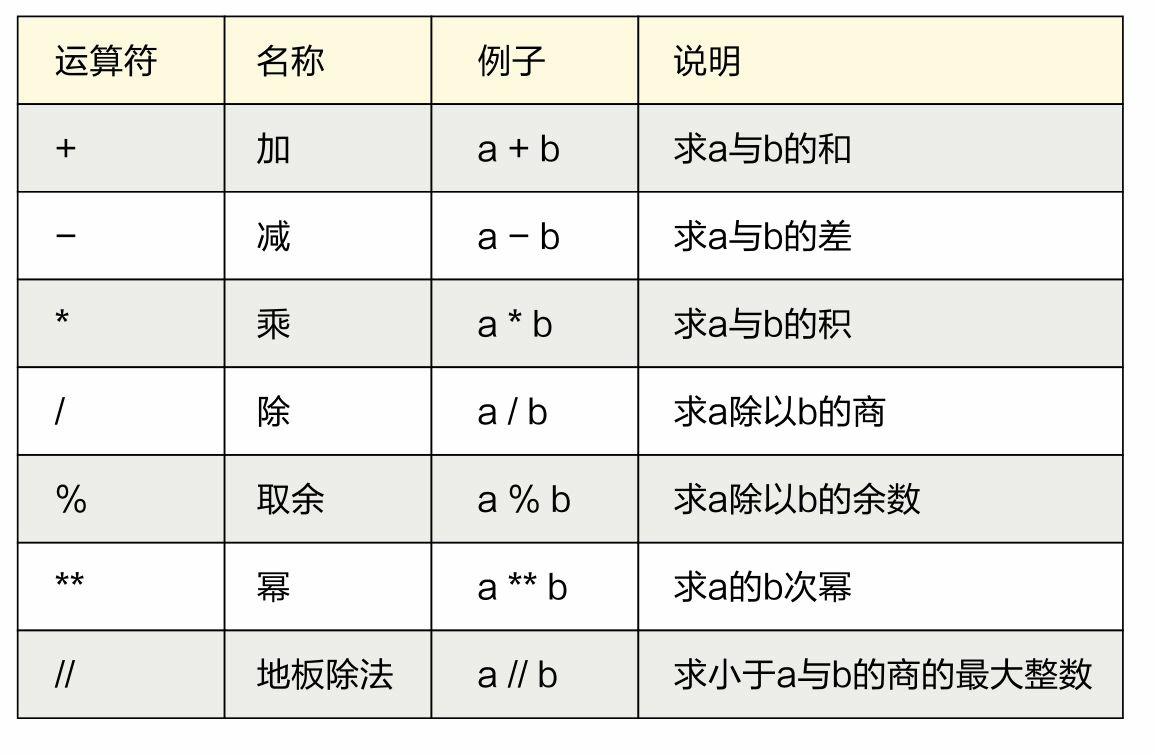 运算符 名称 例子 说明
+ 加 a + b 求a与b的和
− 减 a − b 求a与b的差
* 乘 a * b 求a与b的积
/ 除 a / b 求a除以b的商
% 取余 a % b 求a除以b的余数
** 幂 a ** b 求a的b次幂
// 地板除法 a // b 求小于a与b的商的最大整数